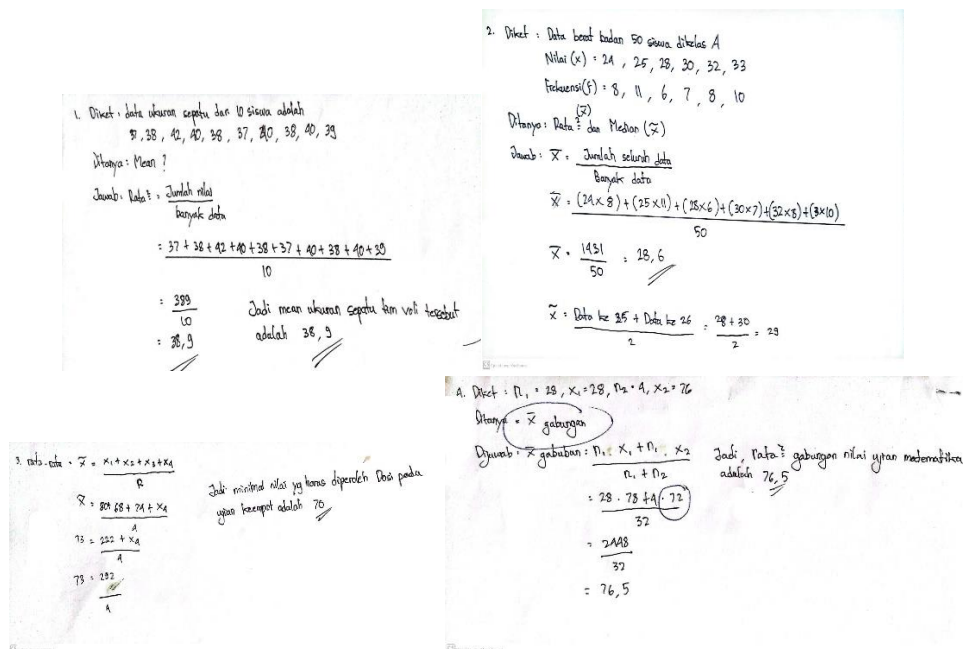 1. Diket : data ukuran sepatu dari 10 siswa adalah
37, 38, 42, 40, 38, 37, 40, 38, 40, 39
Ditanya : Mean ?
Jawab : Rata² = Jumlah nilai
banyak data
= 37 + 38 + 42 + 40 + 38 + 37 + 40 + 38 + 40 + 39
10
= 389
10
= 38,9
Jadi mean ukuran sepatu tim voli tersebut
adalah 38,9
2. Diket : Data berat badan 50 siswa dikelas A
Nilai (x) = 24, 25, 28, 30, 32, 33
Frekuensi (f) = 8, 11, 6, 7, 8, 10
(x̄)
Ditanya : Rata² dan Median (x̃)
Jawab : x̄ = Jumlah seluruh data
Banyak data
x̄ = (24 x 8) + (25 x 11) + (28 x 6) + (30 x 7) + (32 x 8) + (3 x 10)
50
x̄ = 1431 = 28,6
50
x̃ = Data ke 25 + Data ke 26 = 28 + 30 = 29
2 2
3. rata-rata = x̄ = x₁ + x₂ + x₃ + x₄
n
x̄ = 80 + 68 + 74 + x₄
4
73 = 222 + x₄
4
73 = 292
4
Jadi minimal nilai yg harus diperoleh Dosi pada
ujian keempat adalah 70
4. Diket : n₁ = 28, x₁ = 28, n₂ = 4, x₂ = 76
Ditanya = x̄ gabungan
Dijawab = x̄ gabuban = n₁ . x₁ + n₁ . x₂
n₁ + n₂
= 28 . 78 + 4 . 72
32
= 2448
32
= 76,5
Jadi, rata² gabungan nilai ujian matematika
adalah 76,5